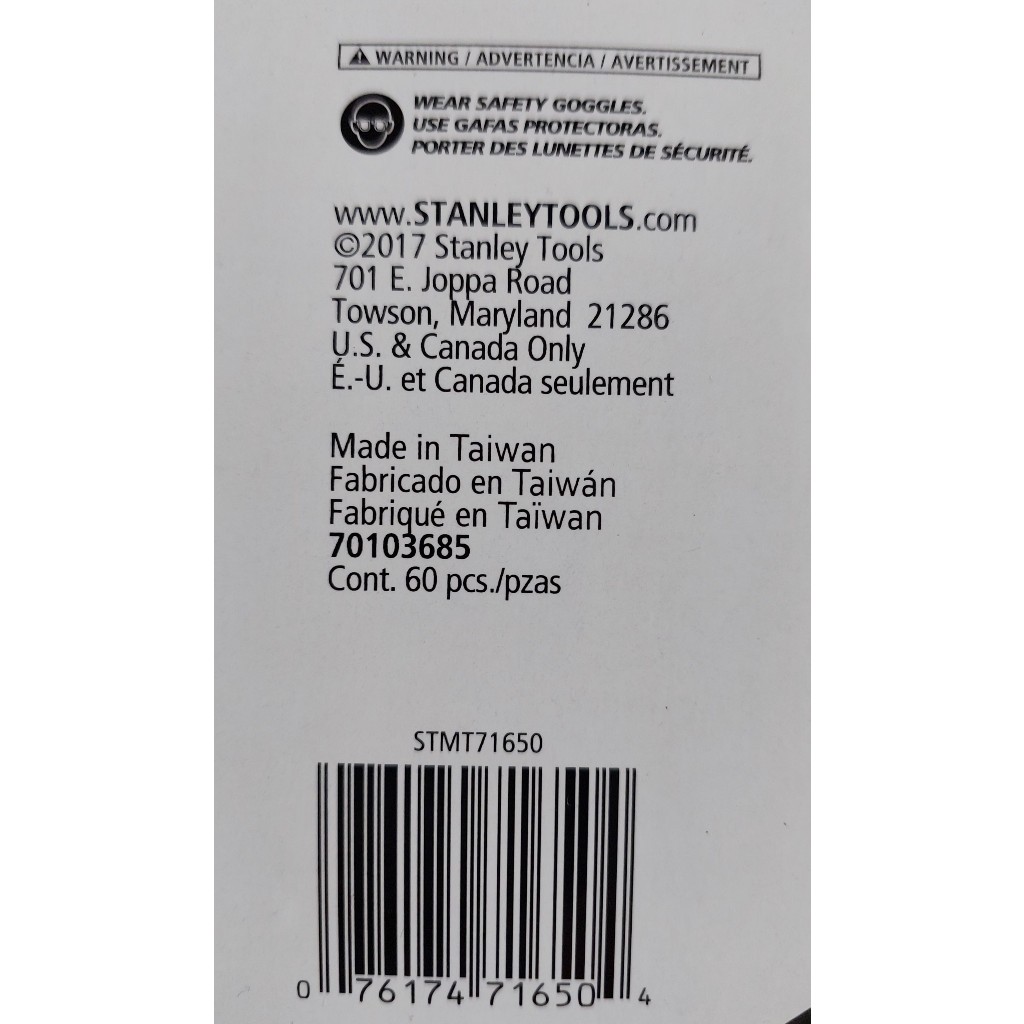 ⚠ WARNING / ADVERTENCIA / AVERTISSEMENT
WEAR SAFETY GOGGLES.
USE GAFAS PROTECTORAS.
PORTER DES LUNETTES DE SÉCURITÉ.
www.STANLEYTOOLS.com
©2017 Stanley Tools
701 E. Joppa Road
Towson, Maryland 21286
U.S. & Canada Only
É.-U. et Canada seulement
Made in Taiwan
Fabricado en Taiwán
Fabriqué en Taïwan
70103685
Cont. 60 pcs./pzas
STMT71650
0 76174 71650 4